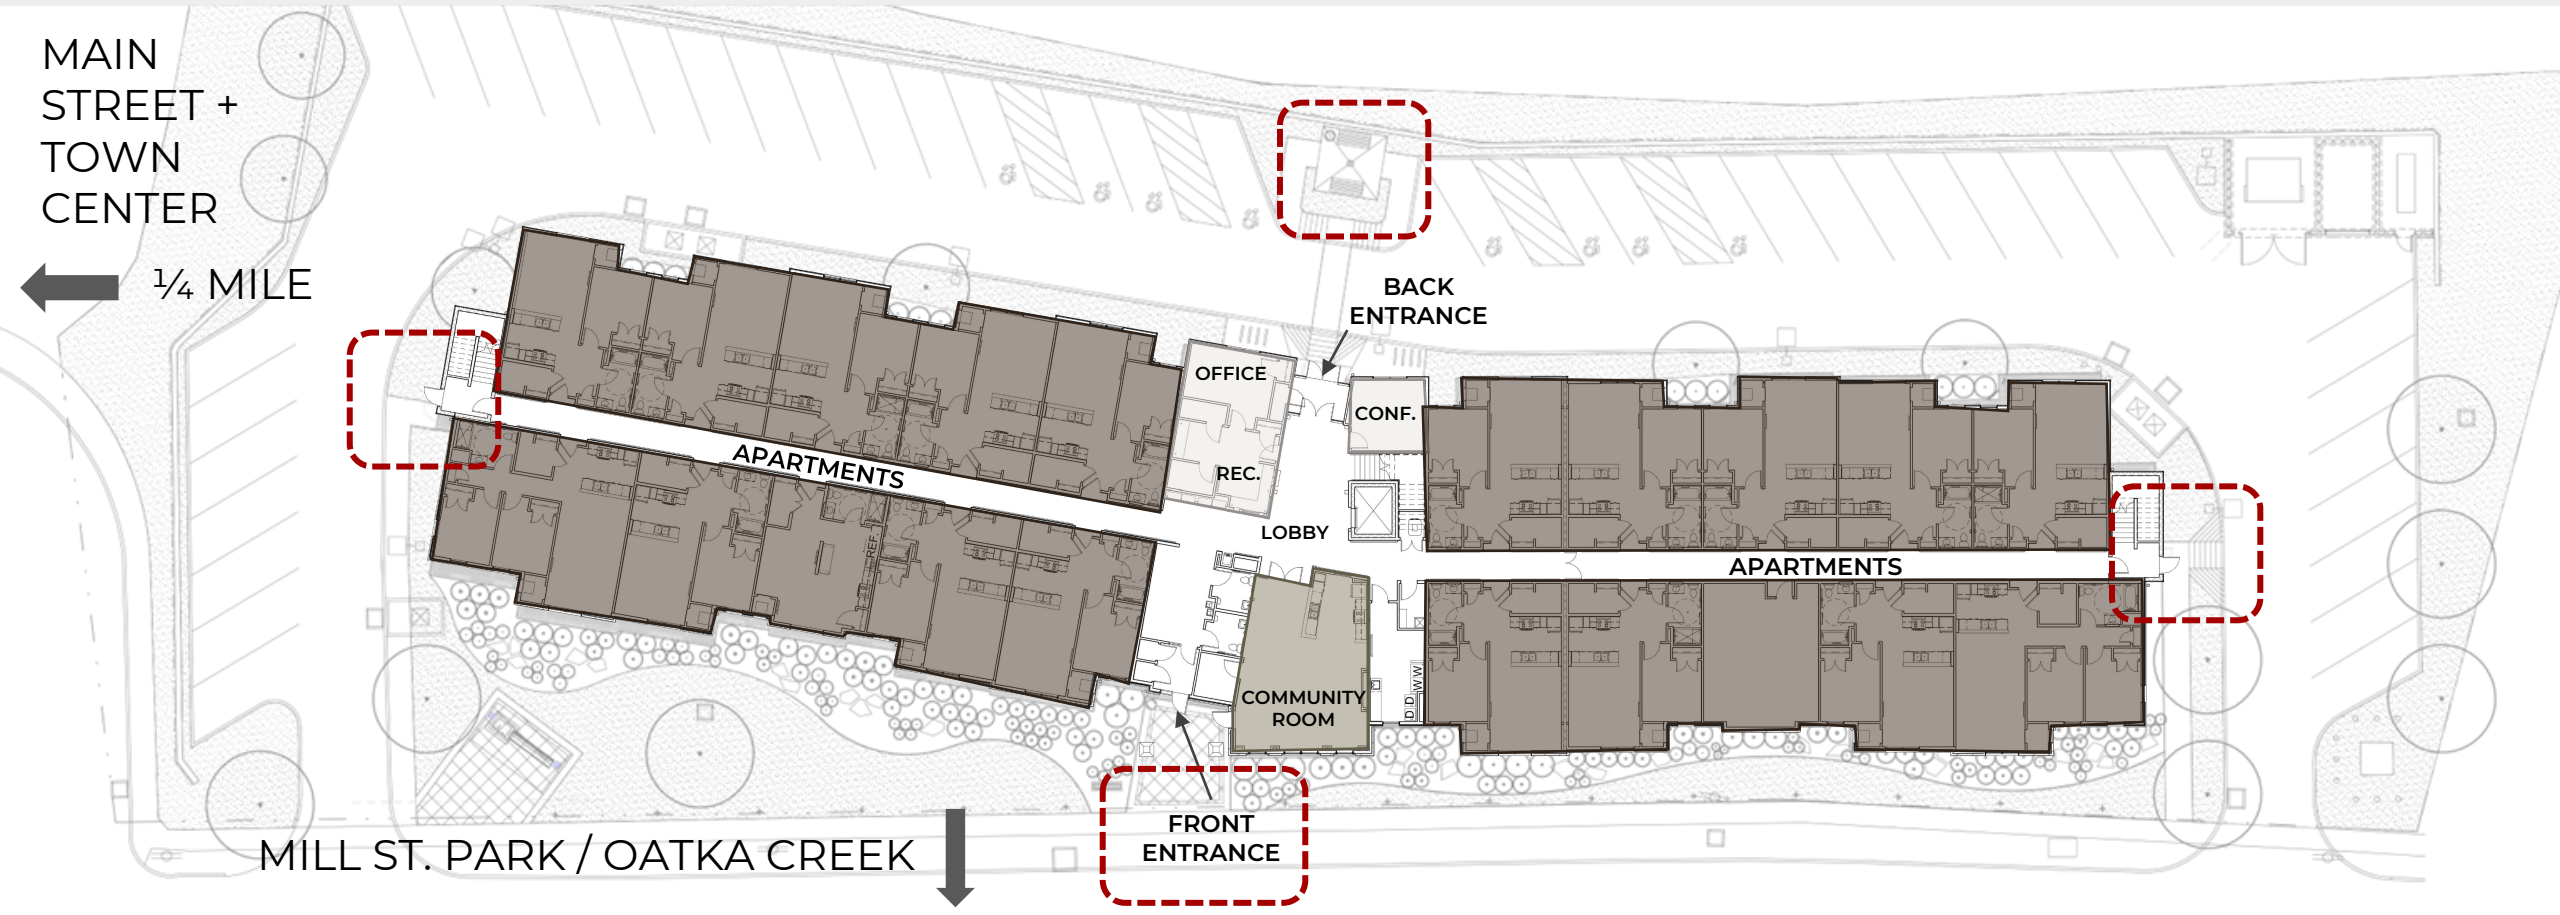 MAIN
STREET +
TOWN
CENTER
¼ MILE
BACK
ENTRANCE
OFFICE
CONF.
REC.
APARTMENTS
LOBBY
REF.
APARTMENTS
COMMUNITY
ROOM
W W
D D
FRONT
ENTRANCE
MILL ST. PARK / OATKA CREEK